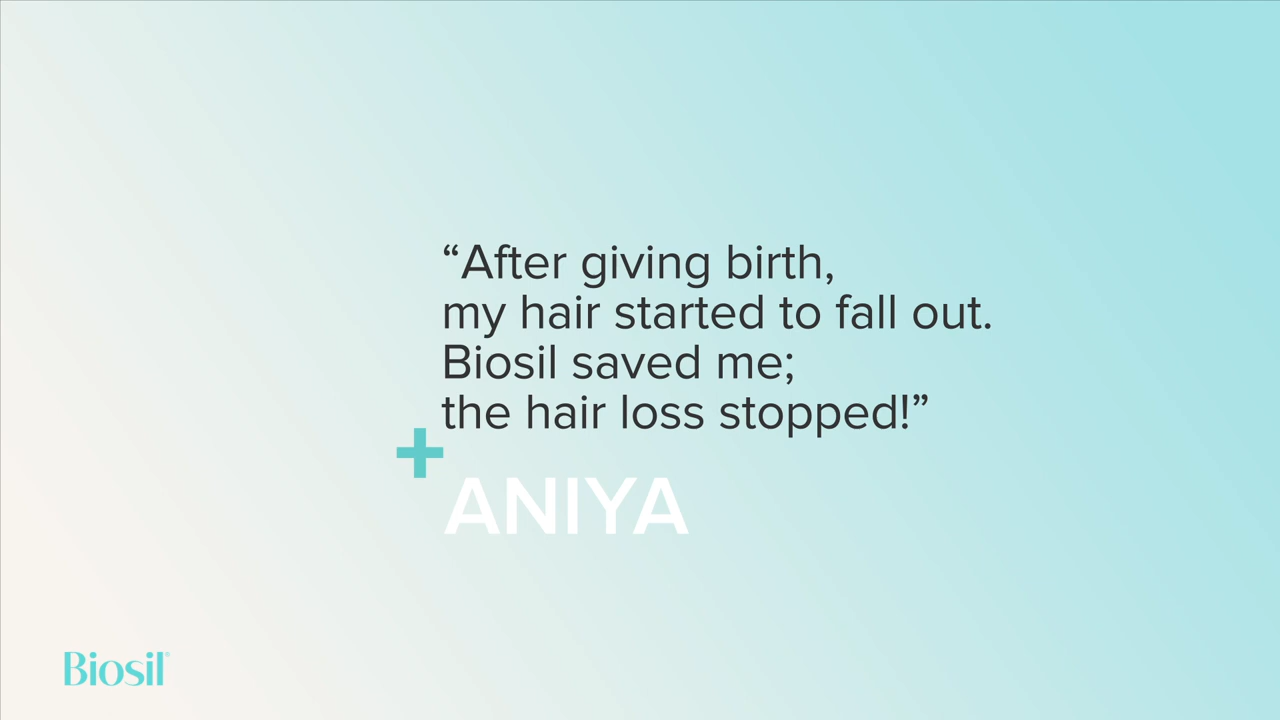 “After giving birth,
my hair started to fall out.
Biosil saved me;
the hair loss stopped!”
+
ANIYA
Biosil®